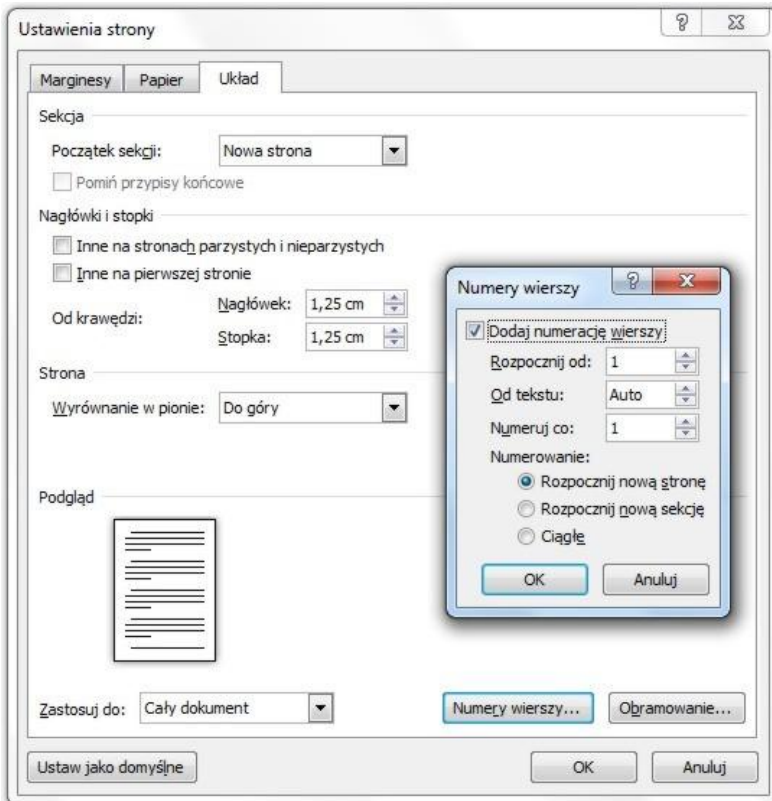 Ustawienia strony
Marginesy Papier Układ
Sekcja
Początek sekcji: Nowa strona
Pomiń przypisy końcowe
Nagłówki i stopki
Inne na stronach parzystych i nieparzystych
Inne na pierwszej stronie
Od krawędzi:
Nagłówek: 1,25 cm
Stopka: 1,25 cm
Strona
Wyrównanie w pionie: Do góry
Podgląd
Zastosuj do: Cały dokument
Numery wierszy... Obramowanie...
Ustaw jako domyślne OK Anuluj
Numery wierszy
Dodaj numerację wierszy
Rozpocznij od: 1
Od tekstu: Auto
Numeruj co: 1
Numerowanie:
Rozpocznij nową stronę
Rozpocznij nową sekcję
Ciągłe
OK Anuluj